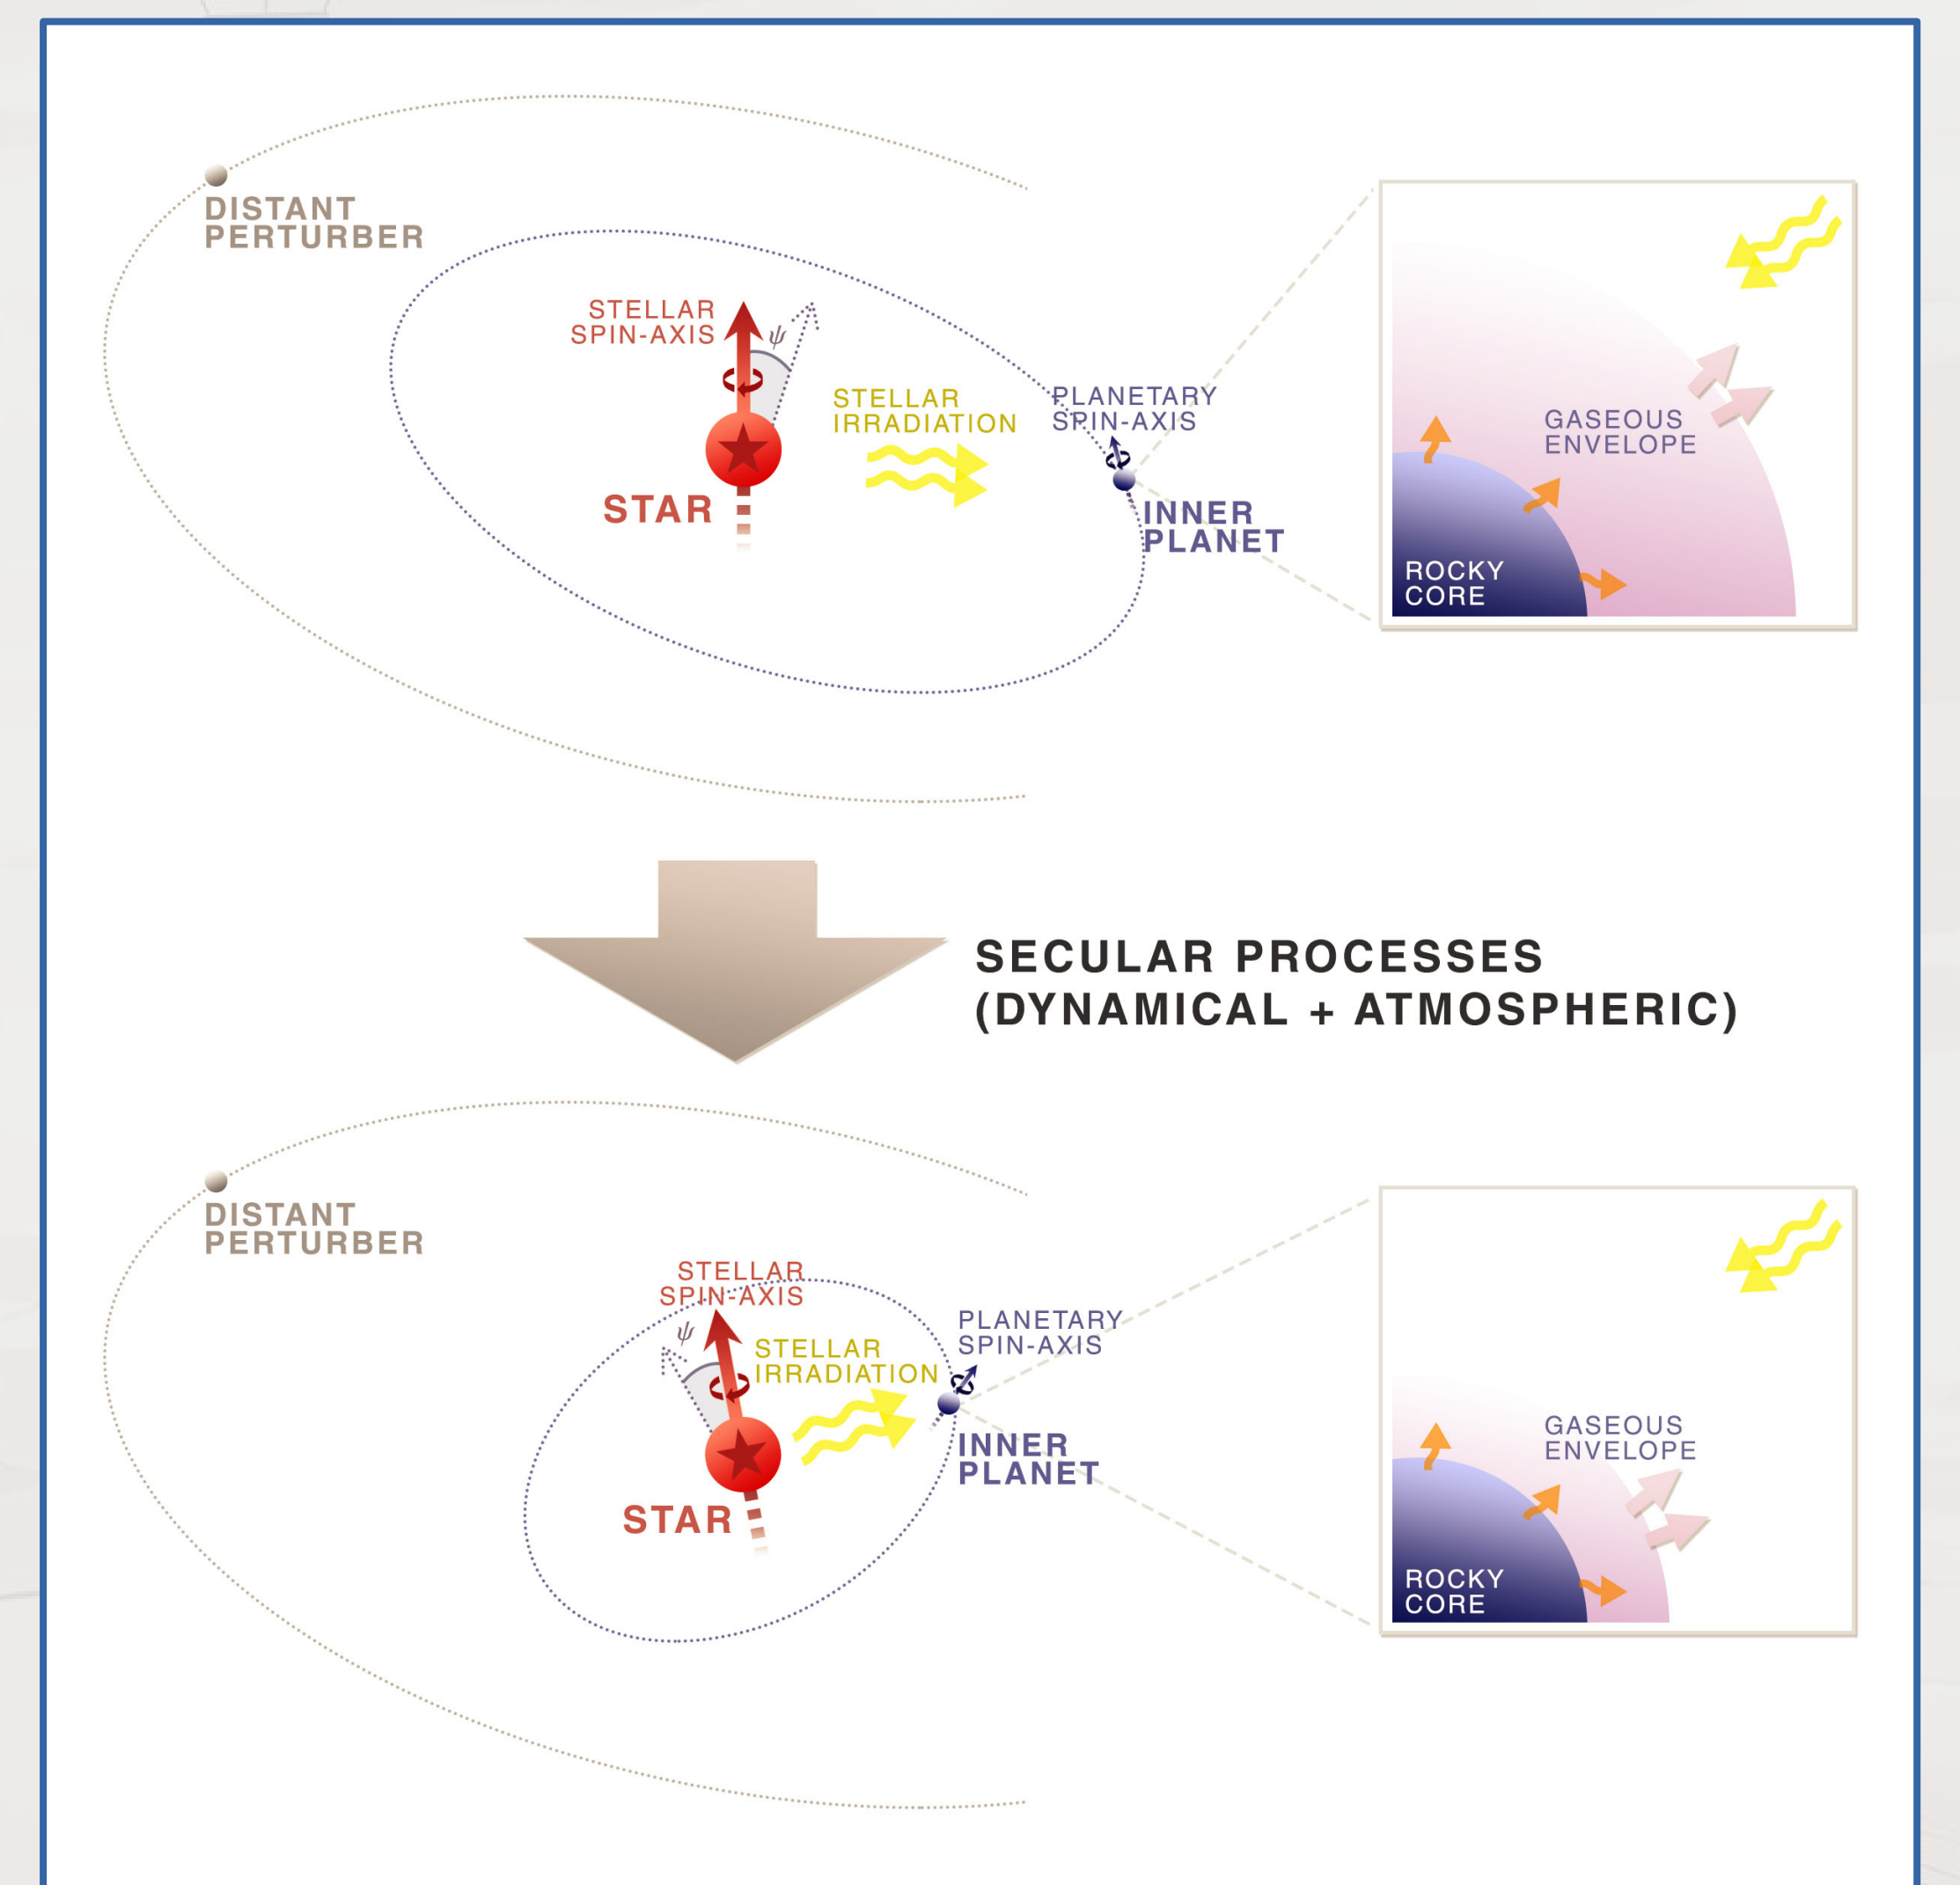 DISTANT
PERTURBER
STELLAR
SPIN-AXIS
ψ
STELLAR
IRRADIATION
PLANETARY
SPIN-AXIS
STAR
INNER
PLANET
GASEOUS
ENVELOPE
ROCKY
CORE
SECULAR PROCESSES
(DYNAMICAL + ATMOSPHERIC)
DISTANT
PERTURBER
STELLAR
SPIN-AXIS
ψ
STELLAR
IRRADIATION
PLANETARY
SPIN-AXIS
STAR
INNER
PLANET
GASEOUS
ENVELOPE
ROCKY
CORE